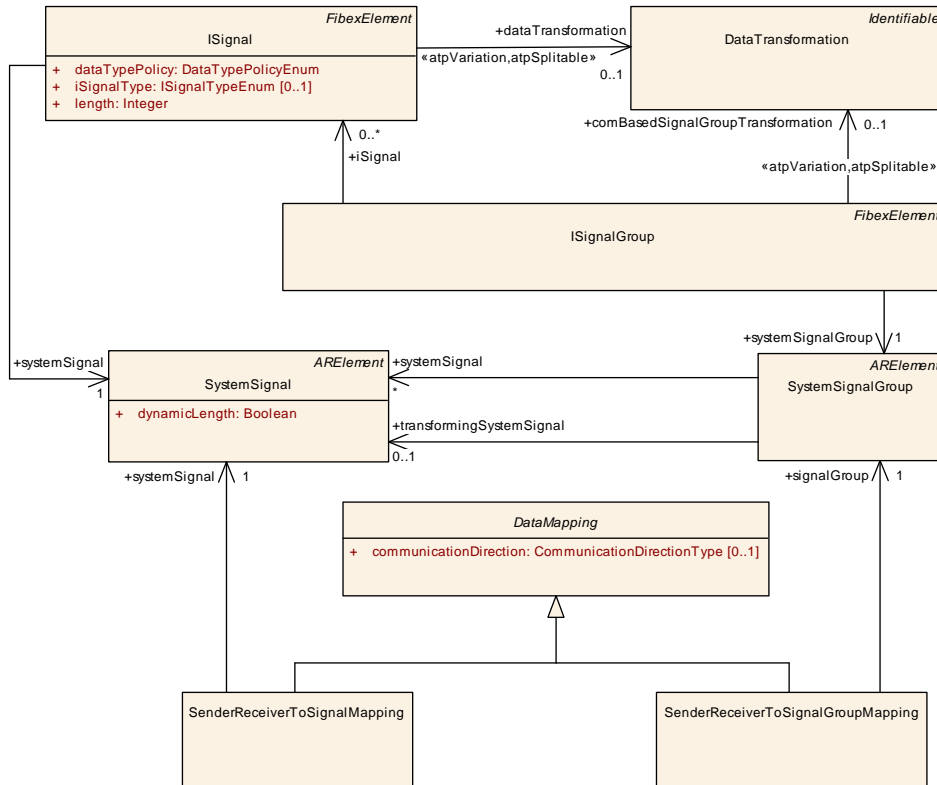 FibexElement
ISignal
+ dataTypePolicy: DataTypePolicyEnum
+ iSignalType: ISignalTypeEnum [0..1]
+ length: Integer
+dataTransformation
«atpVariation,atpSplitable»
0..1
Identifiable
DataTransformation
+comBasedSignalGroupTransformation
0..1
«atpVariation,atpSplitable»
0..*
+iSignal
FibexElement
ISignalGroup
+systemSignalGroup
1
+systemSignal
1
ARElement
SystemSignal
+ dynamicLength: Boolean
+systemSignal
*
+transformingSystemSignal
0..1
ARElement
SystemSignalGroup
+systemSignal
1
+signalGroup
1
DataMapping
+ communicationDirection: CommunicationDirectionType [0..1]
SenderReceiverToSignalMapping
SenderReceiverToSignalGroupMapping